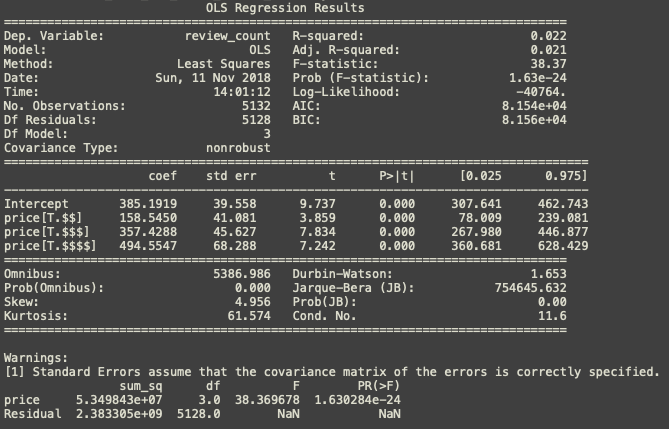 OLS Regression Results
==============================================================================
Dep. Variable:           review_count   R-squared:                       0.022
Model:                            OLS   Adj. R-squared:                  0.021
Method:                 Least Squares   F-statistic:                     38.37
Date:                Sun, 11 Nov 2018   Prob (F-statistic):           1.63e-24
Time:                        14:01:12   Log-Likelihood:                -40764.
No. Observations:                5132   AIC:                         8.154e+04
Df Residuals:                    5128   BIC:                         8.156e+04
Df Model:                           3
Covariance Type:            nonrobust
=================================================================================
                    coef    std err          t      P>|t|      [0.025      0.975]
---------------------------------------------------------------------------------
Intercept       385.1919     39.558      9.737      0.000     307.641     462.743
price[T.$$]     158.5450     41.081      3.859      0.000      78.009     239.081
price[T.$$$]    357.4288     45.627      7.834      0.000     267.980     446.877
price[T.$$$$]   494.5547     68.288      7.242      0.000     360.681     628.429
==============================================================================
Omnibus:                     5386.986   Durbin-Watson:                   1.653
Prob(Omnibus):                  0.000   Jarque-Bera (JB):           754645.632
Skew:                           4.956   Prob(JB):                         0.00
Kurtosis:                      61.574   Cond. No.                         11.6
==============================================================================
Warnings:
[1] Standard Errors assume that the covariance matrix of the errors is correctly specified.
                sum_sq      df          F        PR(>F)
price     5.349843e+07     3.0  38.369678  1.630284e-24
Residual  2.383305e+09  5128.0        NaN           NaN